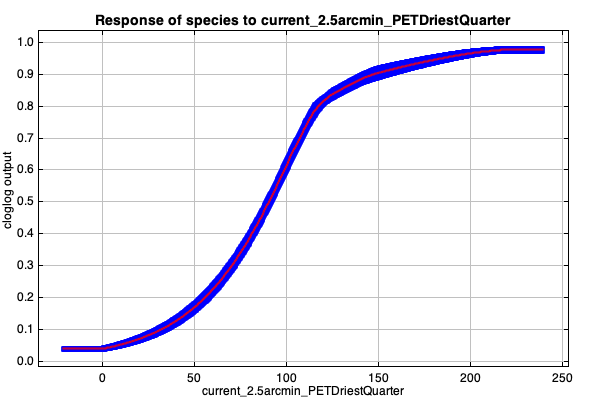 Response of species to current_2.5arcmin_PETDriestQuarter
1.0
0.9
0.8
0.7
0.6
0.5
0.4
0.3
0.2
0.1
0.0
cloglog output
0 50 100 150 200 250
current_2.5arcmin_PETDriestQuarter